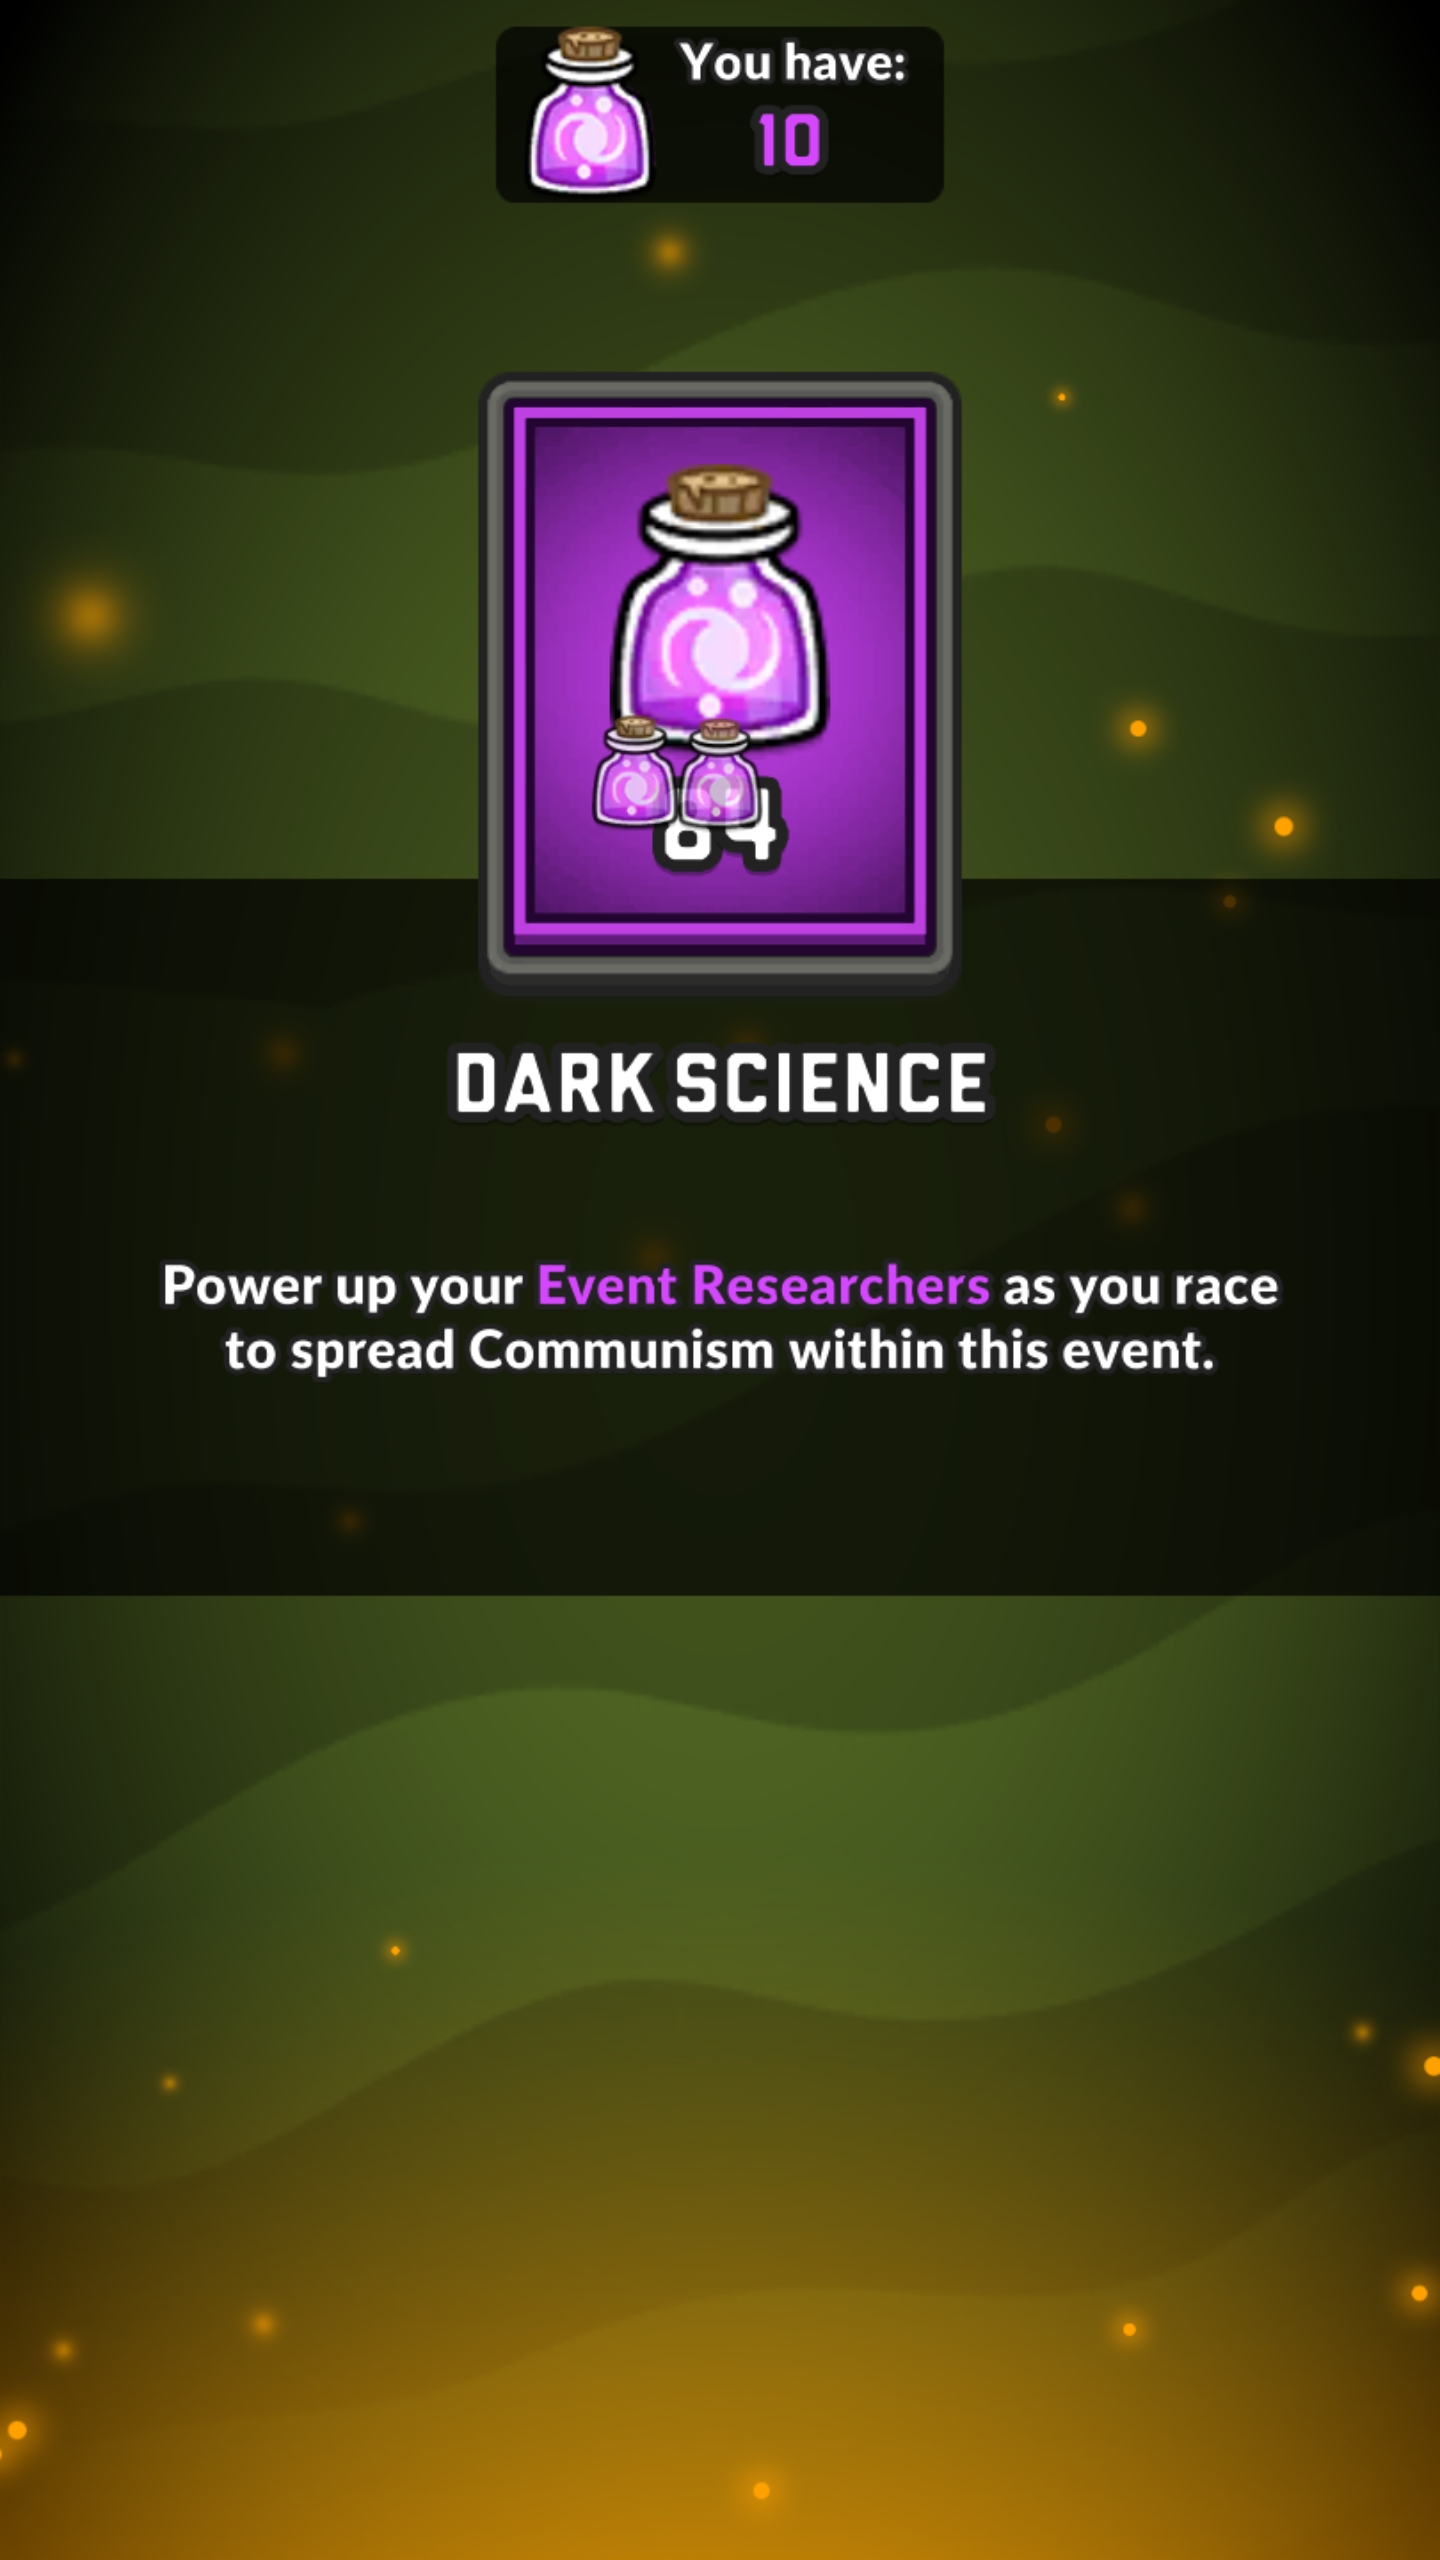 You have:
10
DARK SCIENCE
Power up your Event Researchers as you race
to spread Communism within this event.